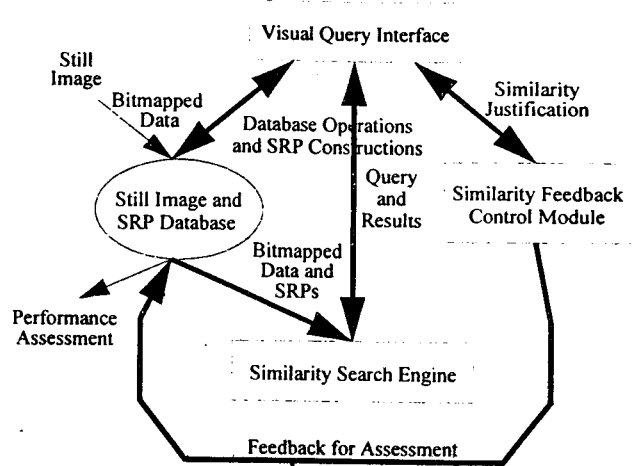 Visual Query Interface
Still
Image
Bitmapped
Data
Similarity
Justification
Database Operations
and SRP Constructions
Still Image and
SRP Database
Query
and
Results
Similarity Feedback
Control Module
Bitmapped
Data and
SRPs
Performance
Assessment
Similarity Search Engine
Feedback for Assessment